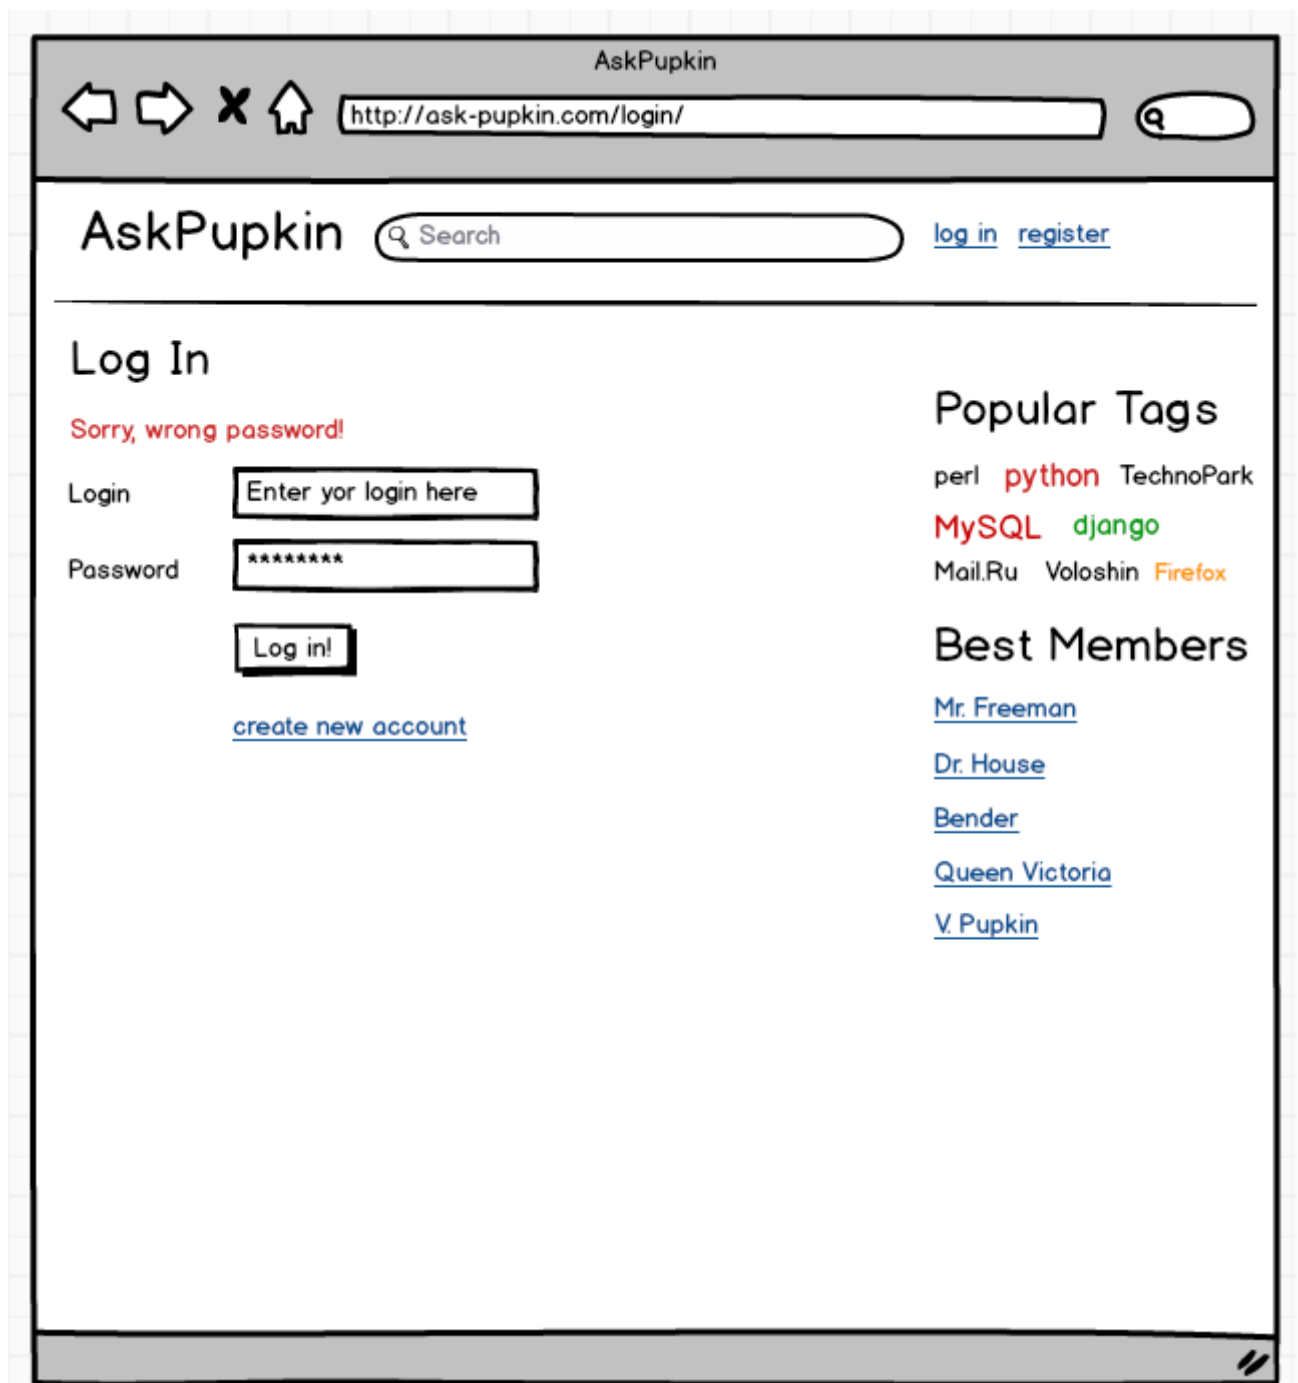 AskPupkin
http://ask-pupkin.com/login/
AskPupkin Search log in register
Log In
Sorry, wrong password!
Login Enter yor login here
Password ********
Log in!
create new account
Popular Tags
perl python TechnoPark
MySQL django
Mail.Ru Voloshin Firefox
Best Members
Mr. Freeman
Dr. House
Bender
Queen Victoria
V. Pupkin